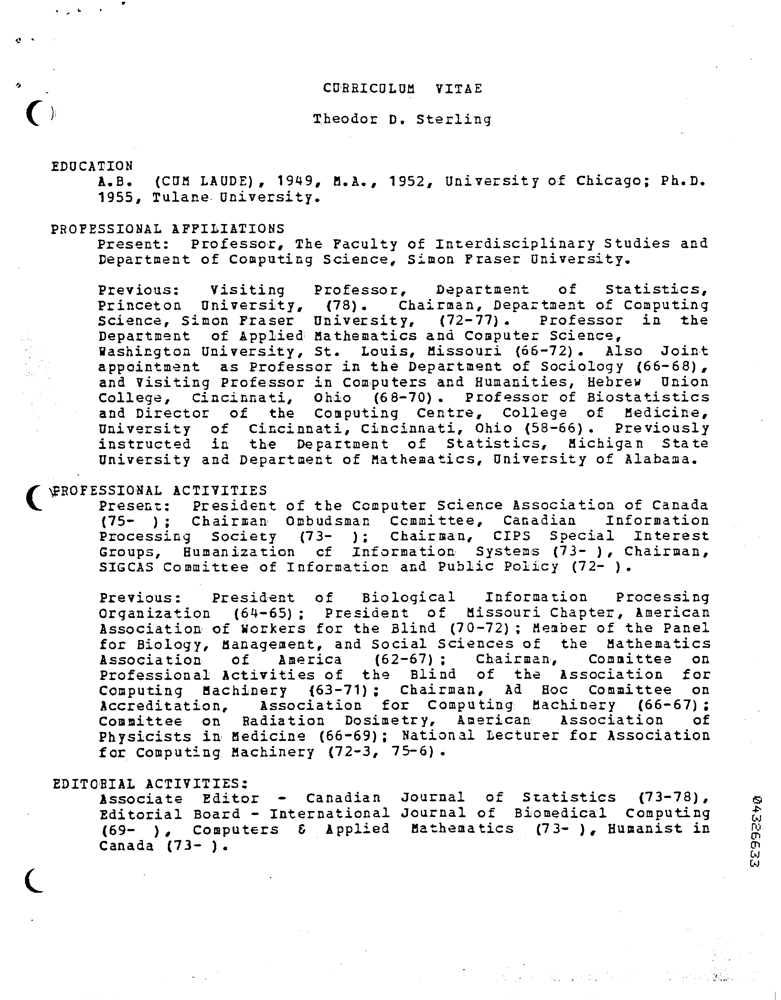 CURRICULUM VITAE
Theodor D. Sterling
EDUCATION
A.B. (CUM LAUDE), 1949, M.A., 1952, University of Chicago; Ph.D.
1955, Tulane University.
PROFESSIONAL AFFILIATIONS
Present: Professor, The Faculty of Interdisciplinary Studies and
Department of Computing Science, Simon Fraser University.
Previous: Visiting Professor, Department of Statistics,
Princeton University, (78). Chairman, Department of Computing
Science, Simon Fraser University, (72-77). Professor in the
Department of Applied Mathematics and Computer Science,
Washington University, St. Louis, Missouri (66-72). Also Joint
appointment as Professor in the Department of Sociology (66-68),
and Visiting Professor in Computers and Humanities, Hebrew Union
College, Cincinnati, Ohio (68-70). Professor of Biostatistics
and Director of the Computing Centre, College of Medicine,
University of Cincinnati, Cincinnati, Ohio (58-66). Previously
instructed in the Department of Statistics, Michigan State
University and Department of Mathematics, University of Alabama.
PROFESSIONAL ACTIVITIES
Present: President of the Computer Science Association of Canada
(75- ); Chairman Ombudsman Committee, Canadian Information
Processing Society (73- ); Chairman, CIPS Special Interest
Groups, Humanization of Information Systems (73- ), Chairman,
SIGCAS Committee of Information and Public Policy (72- ).
Previous: President of Biological Information Processing
Organization (64-65); President of Missouri Chapter, American
Association of Workers for the Blind (70-72); Member of the Panel
for Biology, Management, and Social Sciences of the Mathematics
Association of America (62-67); Chairman, Committee on
Professional Activities of the Blind of the Association for
Computing Machinery (63-71); Chairman, Ad Hoc Committee on
Accreditation, Association for Computing Machinery (66-67);
Committee on Radiation Dosimetry, American Association of
Physicists in Medicine (66-69); National Lecturer for Association
for Computing Machinery (72-3, 75-6).
EDITORIAL ACTIVITIES:
Associate Editor - Canadian Journal of Statistics (73-78),
Editorial Board - International Journal of Biomedical Computing
(69- ), Computers & Applied Mathematics (73- ), Humanist in
Canada (73- ).
04326633